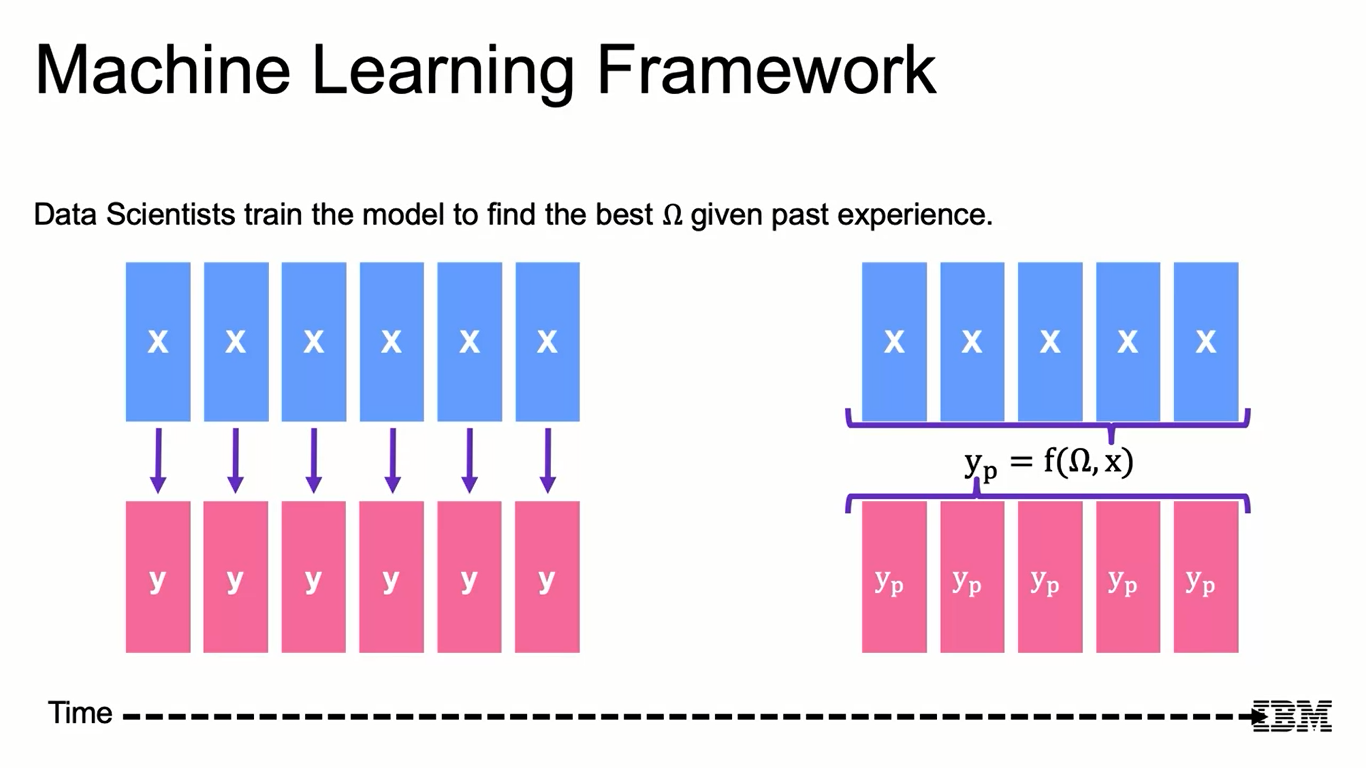 Machine Learning Framework
Data Scientists train the model to find the best Ω given past experience.
x x x x x x
x x x x x
yₚ = f(Ω, x)
y y y y y y
yₚ yₚ yₚ yₚ yₚ
Time
IBM